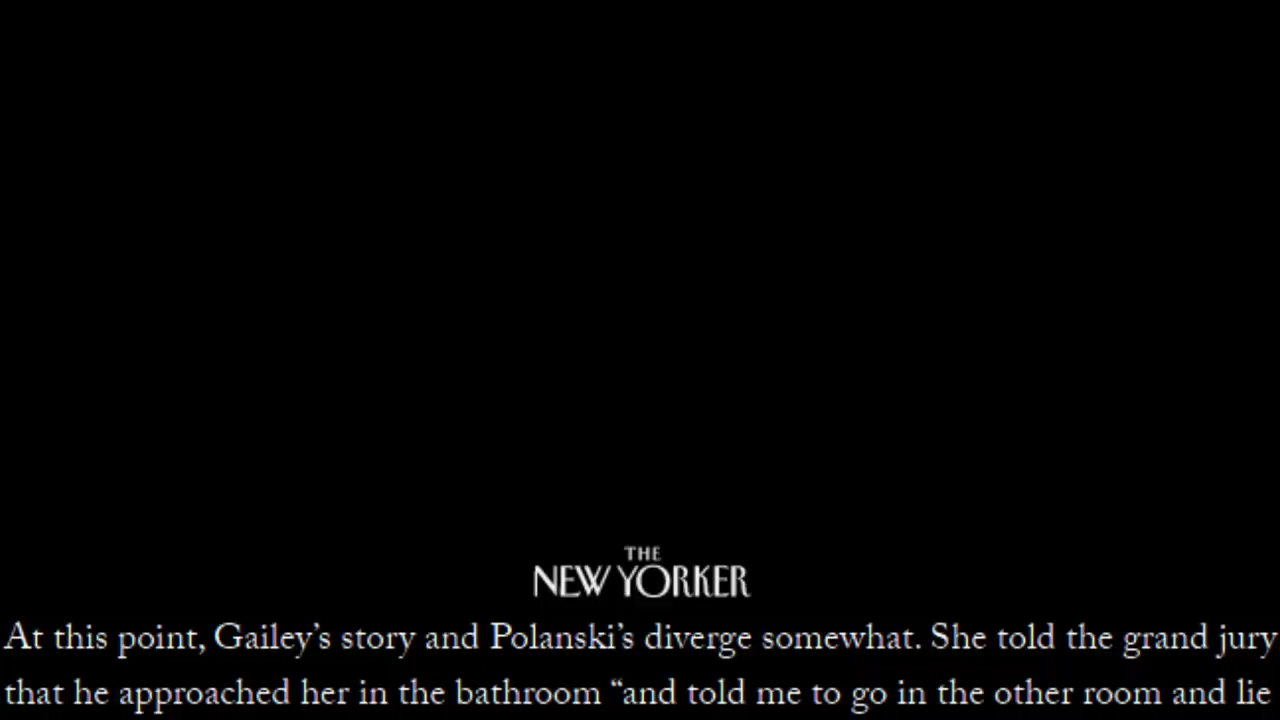 THE
NEW YORKER
At this point, Gailey’s story and Polanski’s diverge somewhat. She told the grand jury
that he approached her in the bathroom “and told me to go in the other room and lie